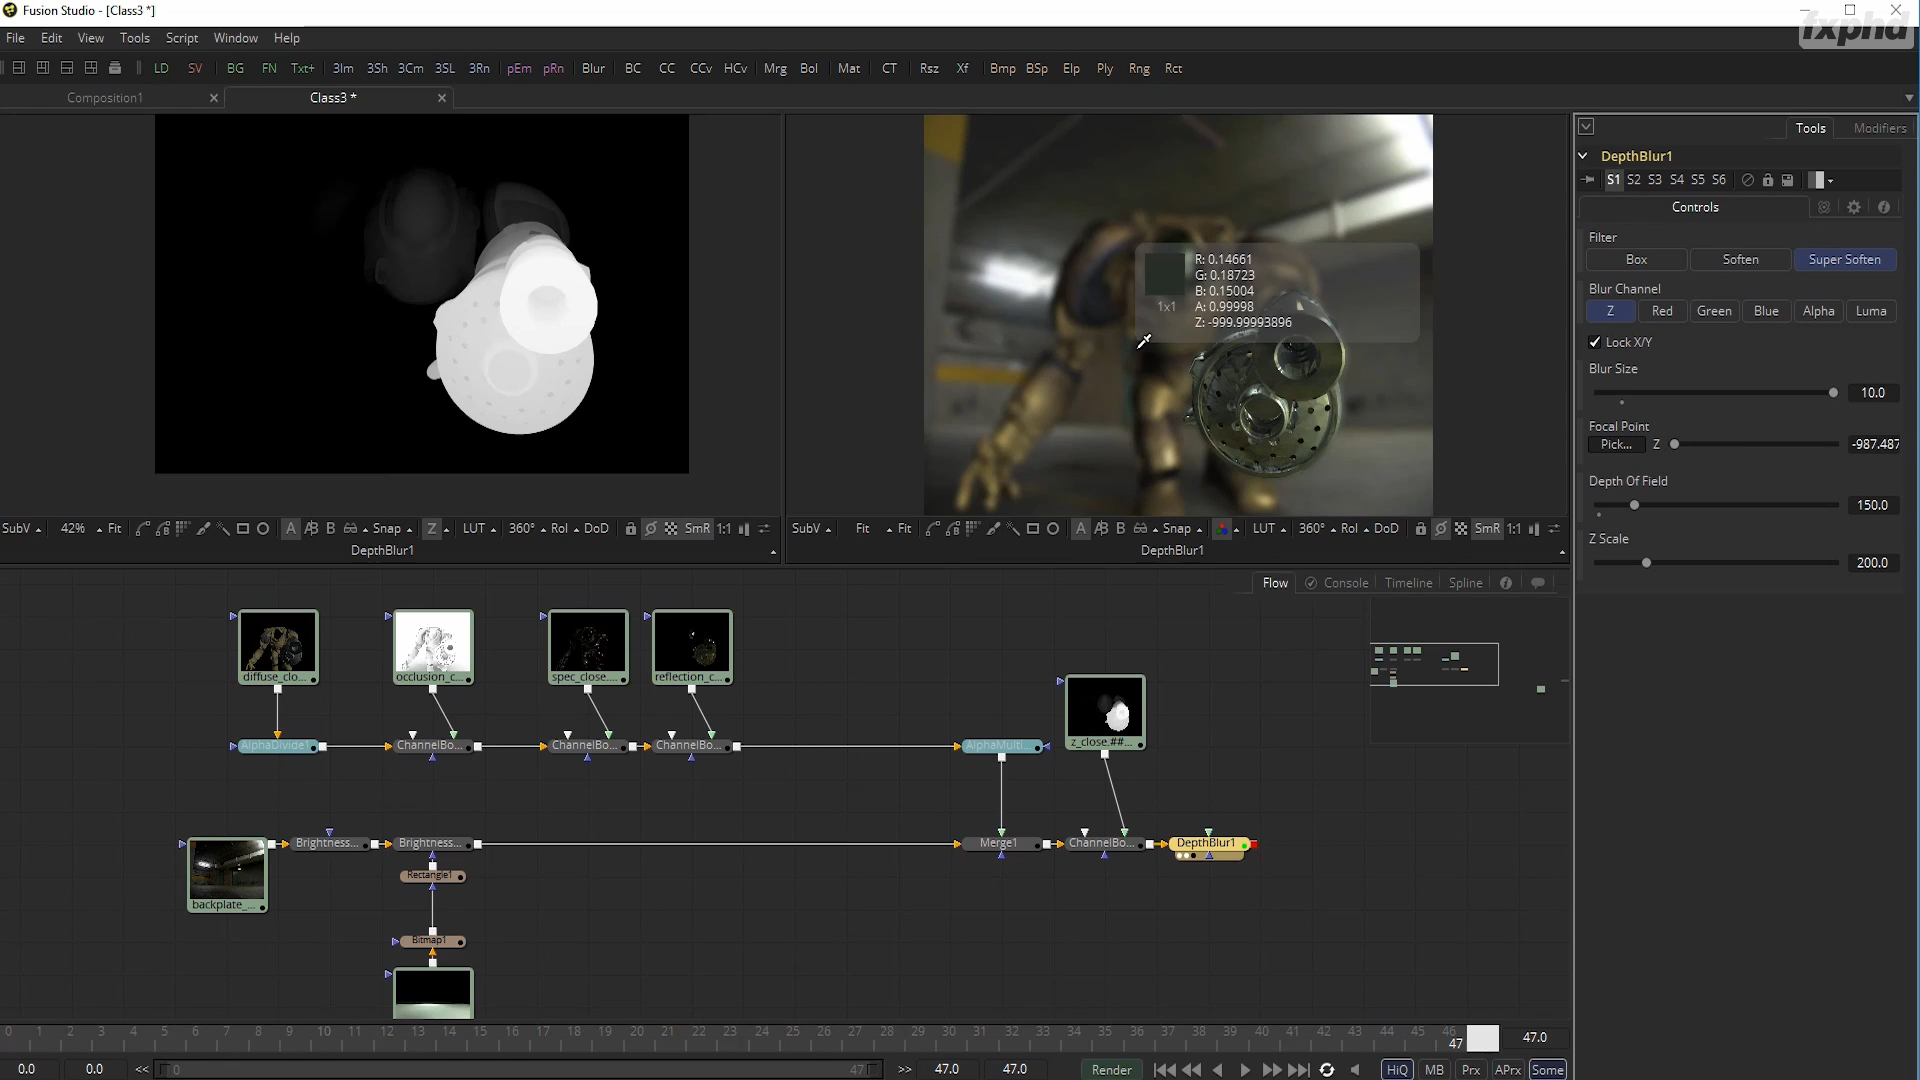 Fusion Studio - [Class3 *]
fxphd
File Edit View Tools Script Window Help
LD SV BG FN Txt+ 3Im 3Sh 3Cm 3SL 3Rn pEm pRn Blur BC CC CCv HCv Mrg Bol Mat CT Rsz Xf Bmp BSp Elp Ply Rng Rct
Composition1 Class3 *
Tools Modifiers
DepthBlur1
S1 S2 S3 S4 S5 S6
Controls
Filter
Box Soften Super Soften
Blur Channel
Z Red Green Blue Alpha Luma
Lock X/Y
Blur Size
10.0
Focal Point
Pick... Z -987.487
Depth Of Field
150.0
Z Scale
200.0
R: 0.14661
G: 0.18723
B: 0.15004
1x1 A: 0.99998
Z: -999.99993896
SubV 42% Fit A B Snap Z LUT 360° RoI DoD SmR 1:1
DepthBlur1
SubV Fit Fit A B Snap LUT 360° RoI DoD SmR 1:1
DepthBlur1
Flow Console Timeline Spline
diffuse_clo... occlusion_c... spec_close.... reflection_c...
z_close.##...
AlphaDivide1 ChannelBo... ChannelBo... ChannelBo... AlphaMulti...
Brightness... Brightness... Merge1 ChannelBo... DepthBlur1
Rectangle1
backplate_...
Bitmap1
0 1 2 3 4 5 6 7 8 9 10 11 12 13 14 15 16 17 18 19 20 21 22 23 24 25 26 27 28 29 30 31 32 33 34 35 36 37 38 39 40 41 42 43 44 45 46 47 47.0
0.0 0.0 << 0 47 >> 47.0 47.0 Render HiQ MB Prx APrx Some